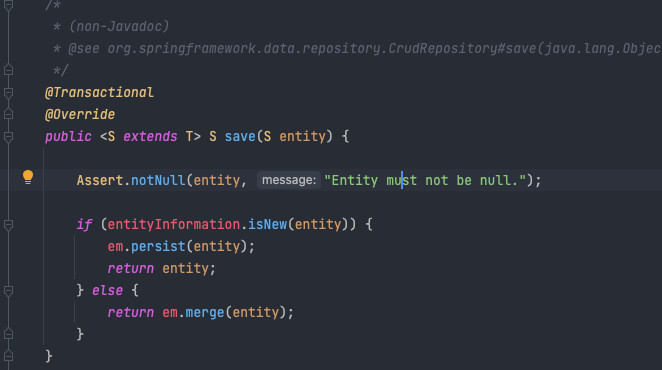 /*
* (non-Javadoc)
* @see org.springframework.data.repository.CrudRepository#save(java.lang.Objec
*/
@Transactional
@Override
public <S extends T> S save(S entity) {
Assert.notNull(entity, message: "Entity must not be null.");
if (entityInformation.isNew(entity)) {
em.persist(entity);
return entity;
} else {
return em.merge(entity);
}
}